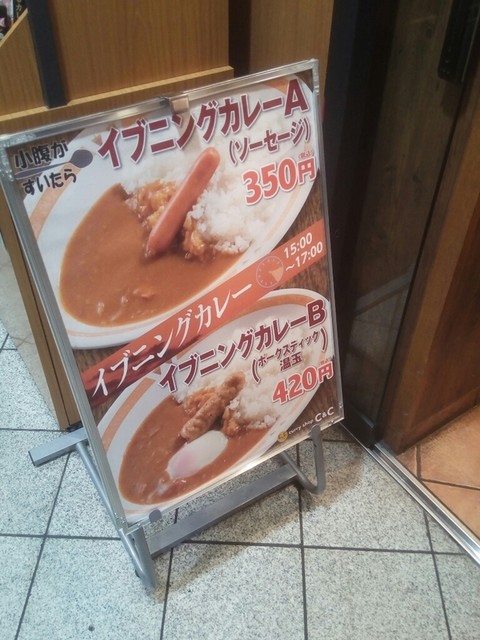 小腹が
すいたら
イブニングカレーA
(ソーセージ)
350円
15:00
～17:00
イブニングカレー
イブニングカレーB
(ポークスティック
温玉)
420円
Curry Shop C&C